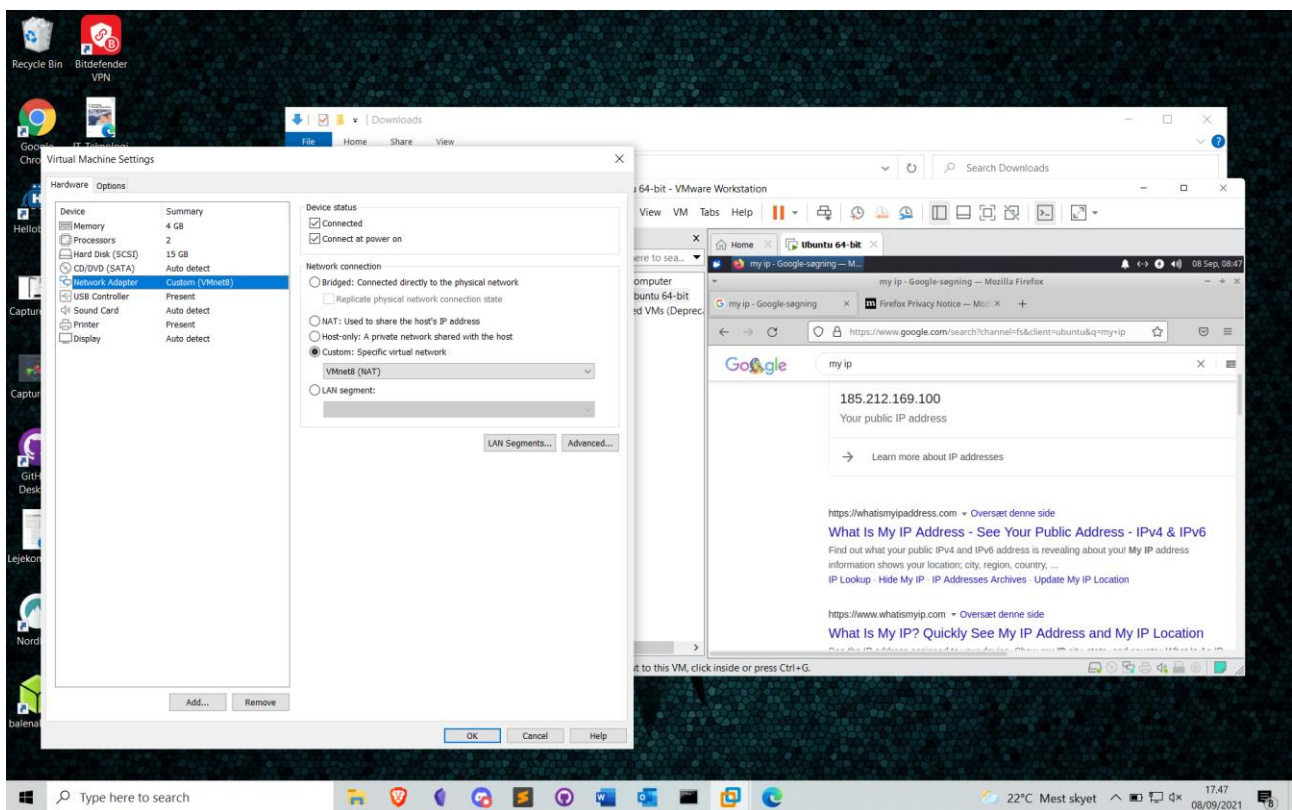 Recycle Bin
Bitdefender
VPN
IT-Teknologi
Downloads
File Home Share View
Search Downloads
Virtual Machine Settings
Hardware Options
Device Summary
Memory 4 GB
Processors 2
Hard Disk (SCSI) 15 GB
CD/DVD (SATA) Auto detect
Network Adapter Custom (VMnet8)
USB Controller Present
Sound Card Auto detect
Printer Present
Display Auto detect
Device status
Connected
Connect at power on
Network connection
Bridged: Connected directly to the physical network
Replicate physical network connection state
NAT: Used to share the host's IP address
Host-only: A private network shared with the host
Custom: Specific virtual network
VMnet8 (NAT)
LAN segment:
LAN Segments... Advanced...
Add... Remove
OK Cancel Help
64-bit - VMware Workstation
View VM Tabs Help
Home Ubuntu 64-bit
my ip - Google-søgning — M...
08 Sep, 08:47
my ip - Google-søgning — Mozilla Firefox
my ip - Google-søgning
Firefox Privacy Notice — Moz
https://www.google.com/search?channel=fs&client=ubuntu&q=my+ip
Google
my ip
185.212.169.100
Your public IP address
Learn more about IP addresses
https://whatismyipaddress.com Oversæt denne side
What Is My IP Address - See Your Public Address - IPv4 & IPv6
Find out what your public IPv4 and IPv6 address is revealing about you! My IP address
information shows your location; city, region, country, ...
IP Lookup · Hide My IP · IP Addresses Archives · Update My IP Location
https://www.whatismyip.com Oversæt denne side
What Is My IP? Quickly See My IP Address and My IP Location
to this VM, click inside or press Ctrl+G.
Type here to search
22°C Mest skyet
17.47
08/09/2021